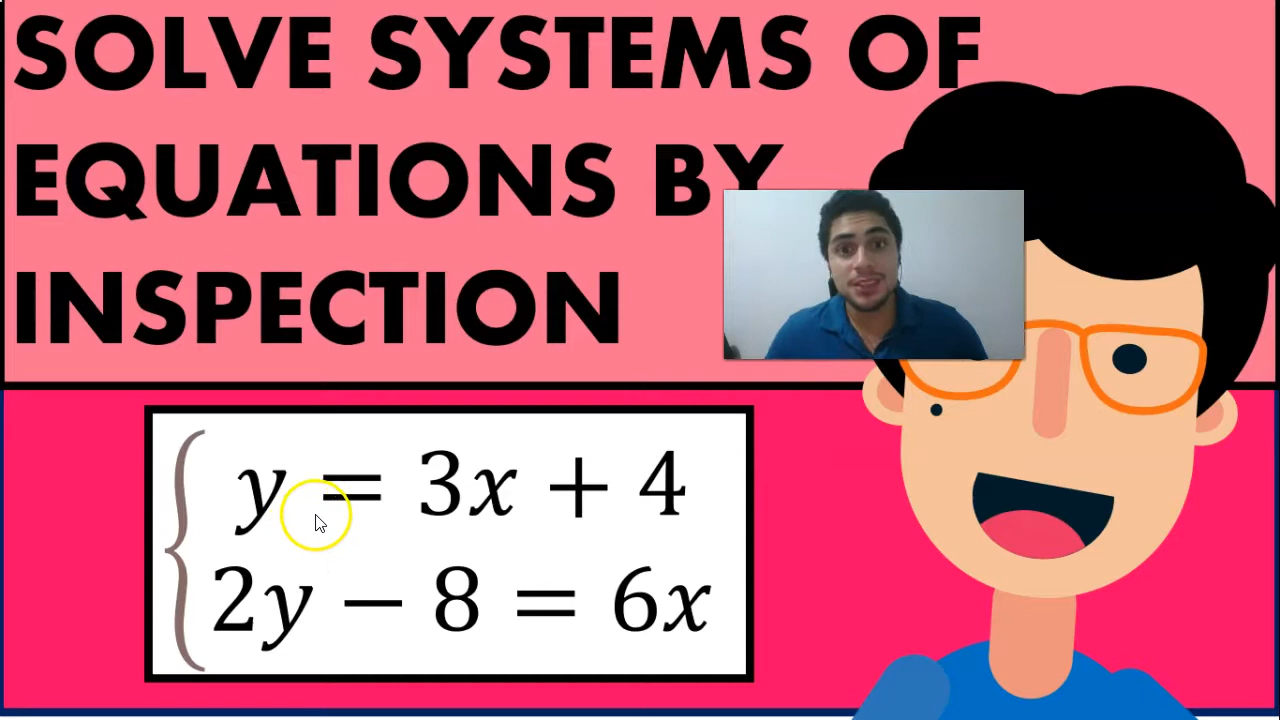 SOLVE SYSTEMS OF
EQUATIONS BY
INSPECTION
y = 3x + 4
2y − 8 = 6x